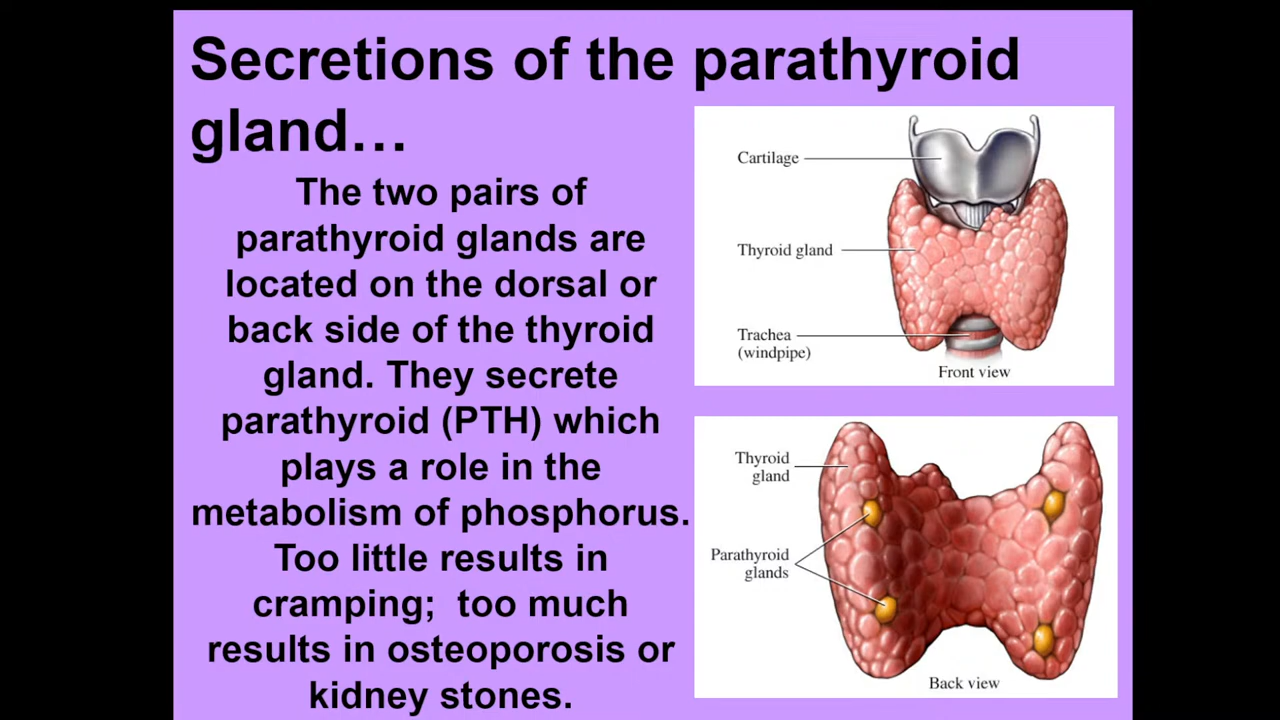 Secretions of the parathyroid
gland…
The two pairs of
parathyroid glands are
located on the dorsal or
back side of the thyroid
gland. They secrete
parathyroid (PTH) which
plays a role in the
metabolism of phosphorus.
Too little results in
cramping;  too much
results in osteoporosis or
kidney stones.
Cartilage
Thyroid gland
Trachea
(windpipe)
Front view
Thyroid
gland
Parathyroid
glands
Back view